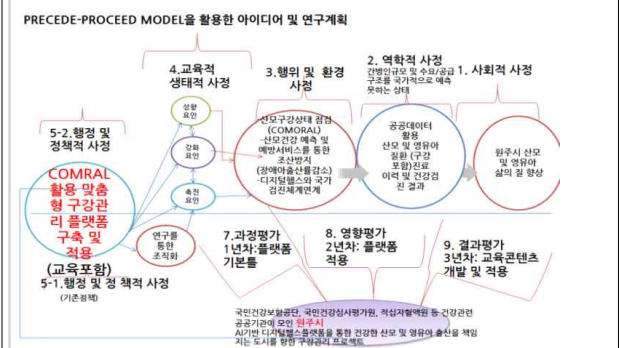 PRECEDE-PROCEED MODEL을 활용한 아이디어 및 연구계획
4.교육적
생태적 사정
3.행위 및 환경
사정
2. 역학적 사정
간병인규모 및 수요/공급
구조를 국가적으로 예측
못하는 상태
1. 사회적 사정
5-2.행정 및
정책적 사정
성향
요인
강화
요인
촉진
요인
연구를
통한
조직화
산모구강상태 점검
(COMORAL)
-산모건강 예측 및
예방서비스를 통한
조산방지
(장애아출산률감소)
-디지털헬스와 국가
검진체계연계
공공데이터
활용
산모 및 영유아
질환 (구강
포함)진료
이력 및 건강검
진 결과
원주시 산모
및 영유아
삶의 질 향상
COMRAL
활용 맞춤
형 구강관
리 플랫폼
구축 및
적용
(교육포함)
5-1.행정 및 정 책적 사정
(기존정책)
7.과정평가
1년차:플랫폼
기본틀
8. 영향평가
2년차: 플랫폼
적용
9. 결과평가
3년차: 교육콘텐츠
개발 및 적용
국민건강보험공단, 국민건강심사평가원, 적십자혈액원 등 건강관련
공공기관이 모인 원주시
AI기반 디지털헬스플랫폼을 통한 건강한 산모 및 영유아 출산을 책임
지는 도시를 향한 구강관리 프로젝트